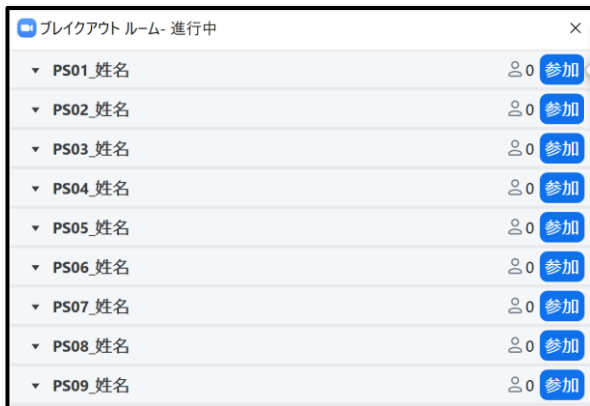 ブレイクアウト ルーム- 進行中
PS01_姓名 0 参加
PS02_姓名 0 参加
PS03_姓名 0 参加
PS04_姓名 0 参加
PS05_姓名 0 参加
PS06_姓名 0 参加
PS07_姓名 0 参加
PS08_姓名 0 参加
PS09_姓名 0 参加